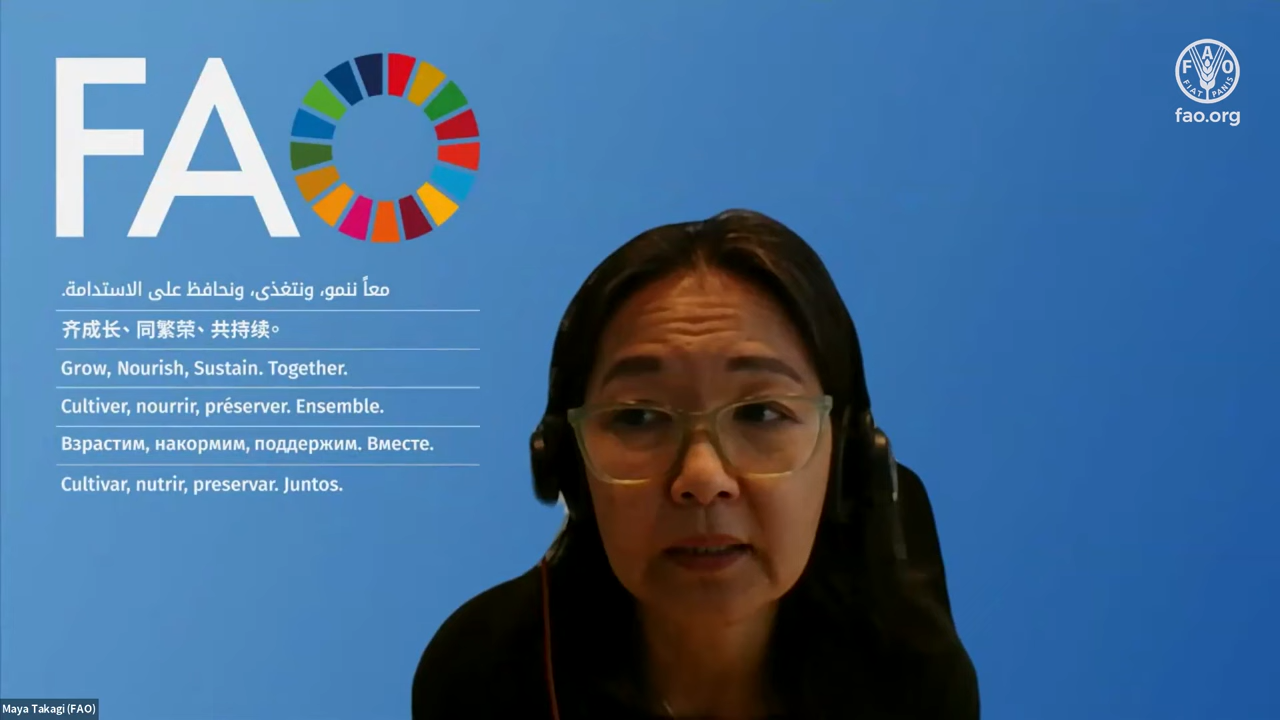 FAO
معاً ننمو، ونتغذى، ونحافظ على الاستدامة.
齐成长、同繁荣、共持续。
Grow, Nourish, Sustain. Together.
Cultiver, nourrir, préserver. Ensemble.
Взрастим, накормим, поддержим. Вместе.
Cultivar, nutrir, preservar. Juntos.
F A O
FIAT PANIS
fao.org
Maya Takagi (FAO)